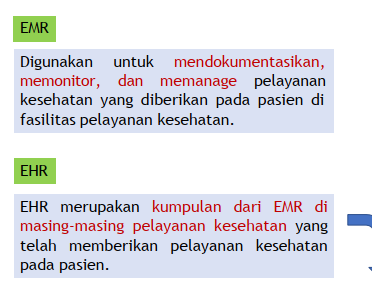 EMR
Digunakan untuk mendokumentasikan,
memonitor, dan memanage pelayanan
kesehatan yang diberikan pada pasien di
fasilitas pelayanan kesehatan.
EHR
EHR merupakan kumpulan dari EMR di
masing-masing pelayanan kesehatan yang
telah memberikan pelayanan kesehatan
pada pasien.